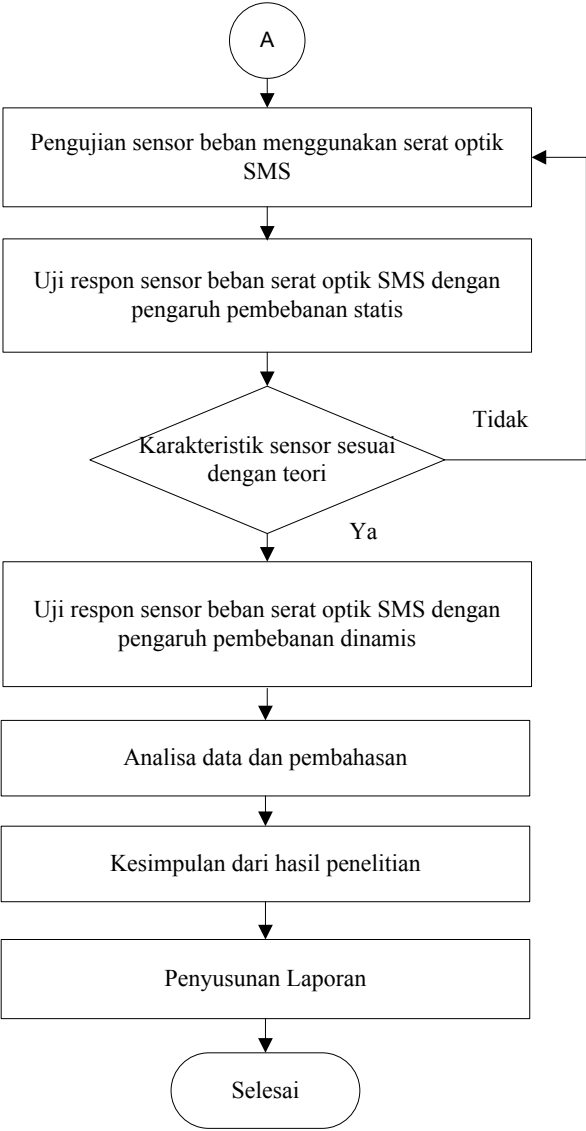 A
Pengujian sensor beban menggunakan serat optik
SMS
Uji respon sensor beban serat optik SMS dengan
pengaruh pembebanan statis
Karakteristik sensor sesuai
dengan teori
Tidak
Ya
Uji respon sensor beban serat optik SMS dengan
pengaruh pembebanan dinamis
Analisa data dan pembahasan
Kesimpulan dari hasil penelitian
Penyusunan Laporan
Selesai